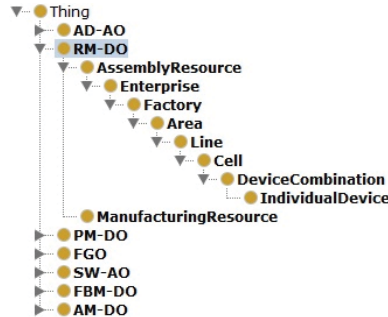 Thing
AD-AO
RM-DO
AssemblyResource
Enterprise
Factory
Area
Line
Cell
DeviceCombination
IndividualDevice
ManufacturingResource
PM-DO
FGO
SW-AO
FBM-DO
AM-DO